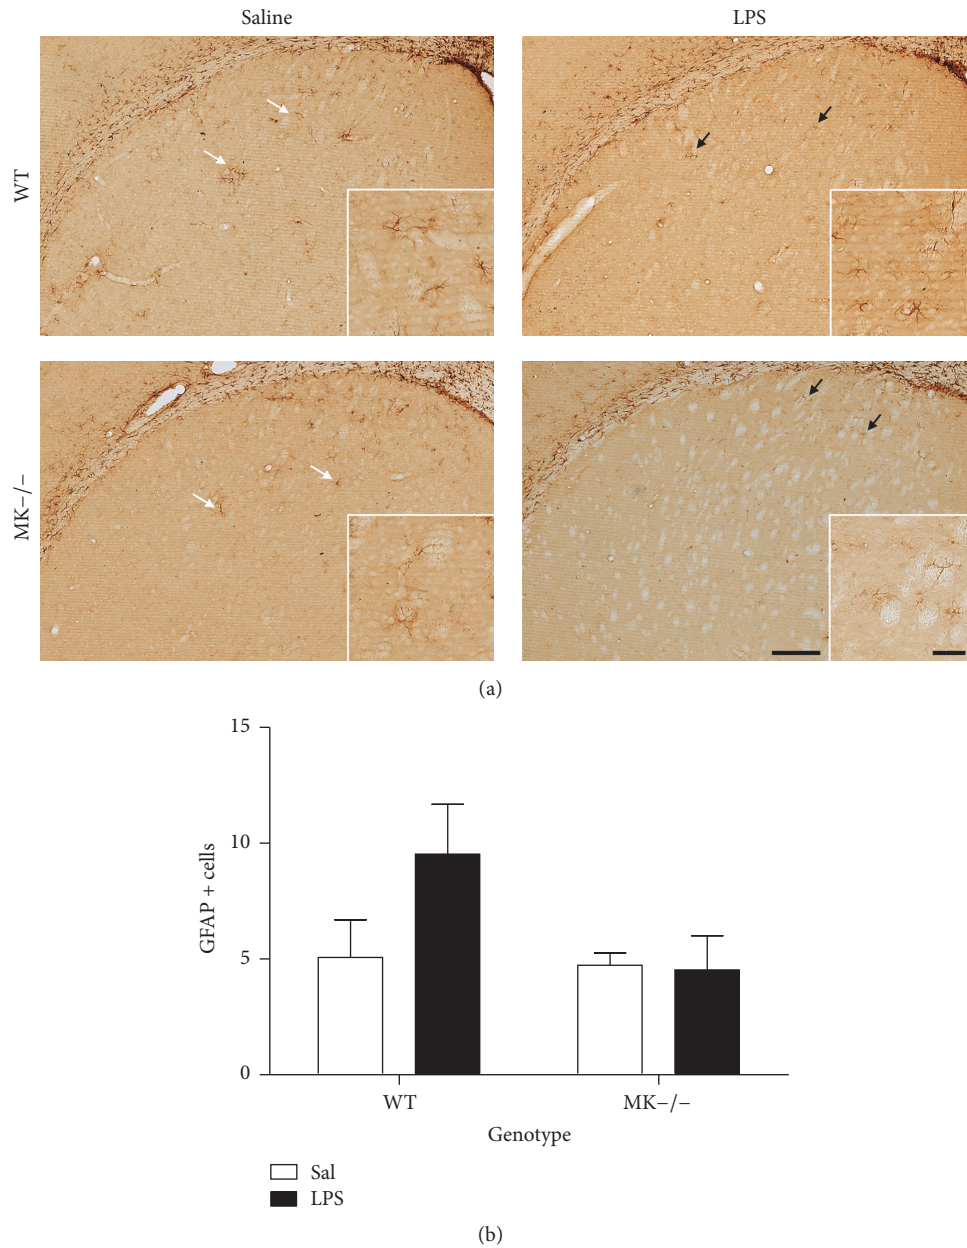 Saline
LPS
WT
MK−/−
(a)
15
10
5
0
GFAP + cells
WT
MK−/−
Genotype
Sal
LPS
(b)